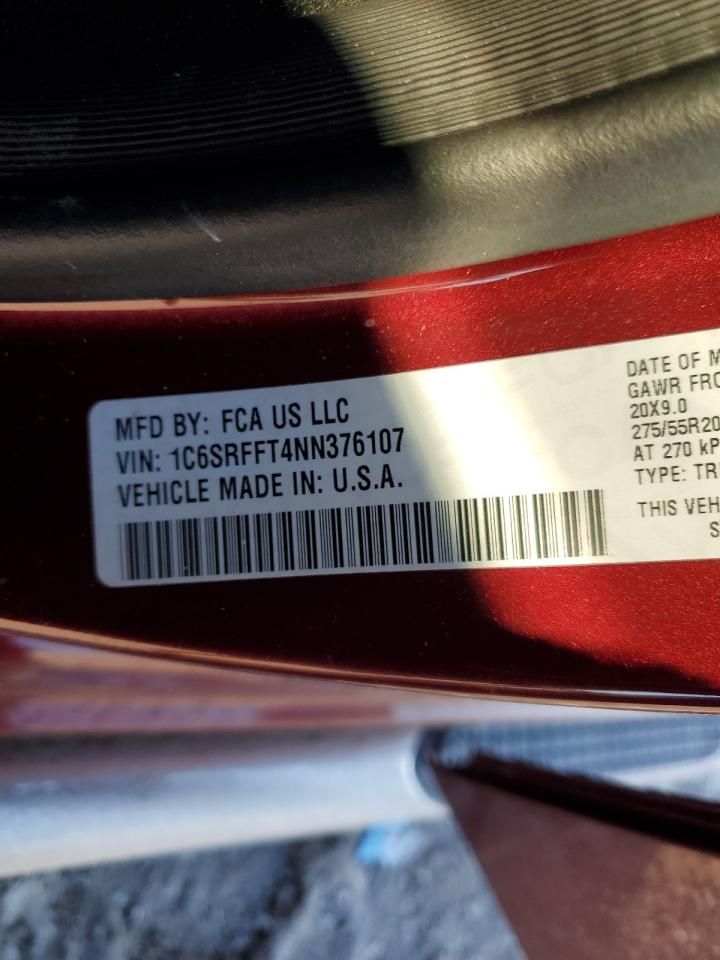 MFD BY: FCA US LLC
VIN: 1C6SRFFT4NN376107
VEHICLE MADE IN: U.S.A.
DATE OF M
GAWR FRO
20X9.0
275/55R20
AT 270 kP
TYPE: TR
THIS VEH
S